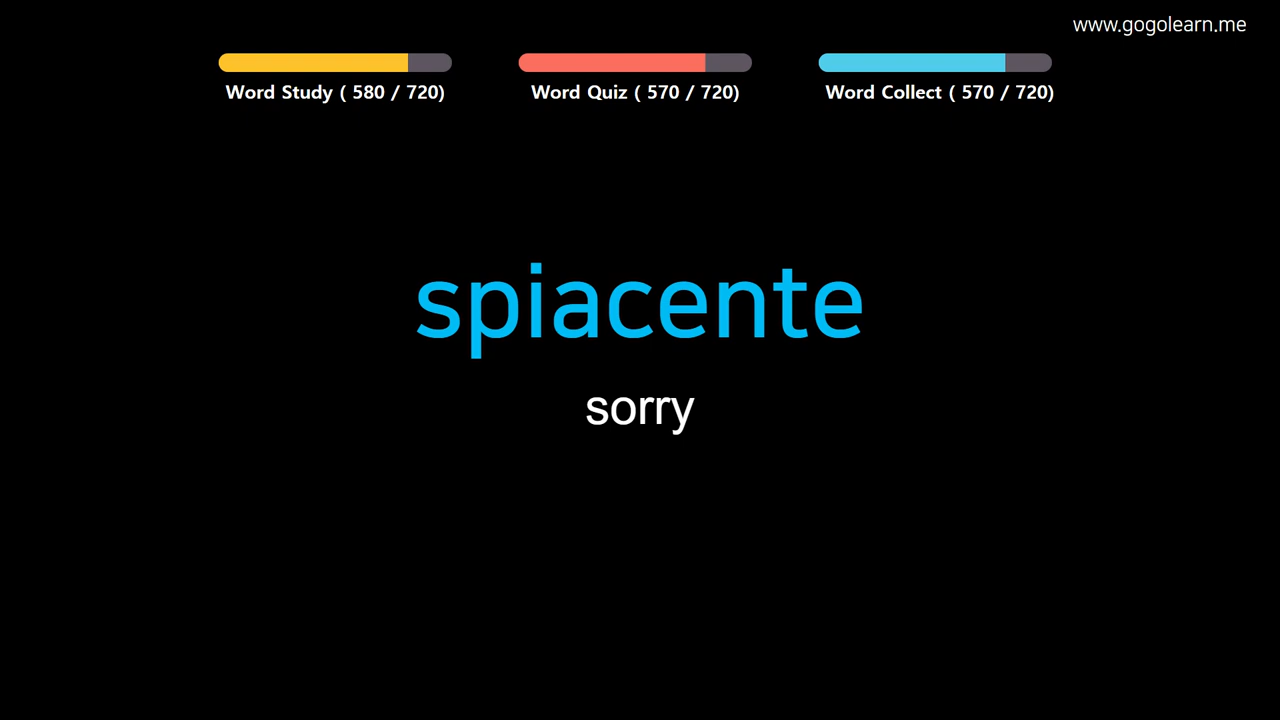 www.gogolearn.me
Word Study ( 580 / 720)
Word Quiz ( 570 / 720)
Word Collect ( 570 / 720)
spiacente
sorry